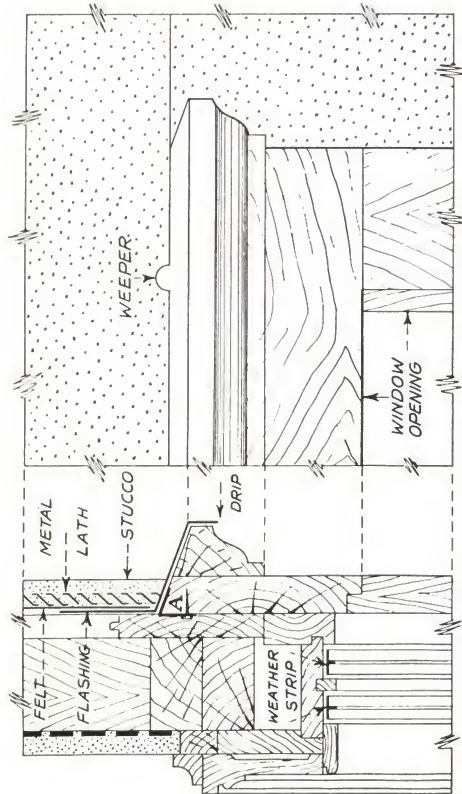 WEEPER
WINDOW
OPENING
METAL
LATH
STUCCO
DRIP
FELT
FLASHING
A
WEATHER
STRIP